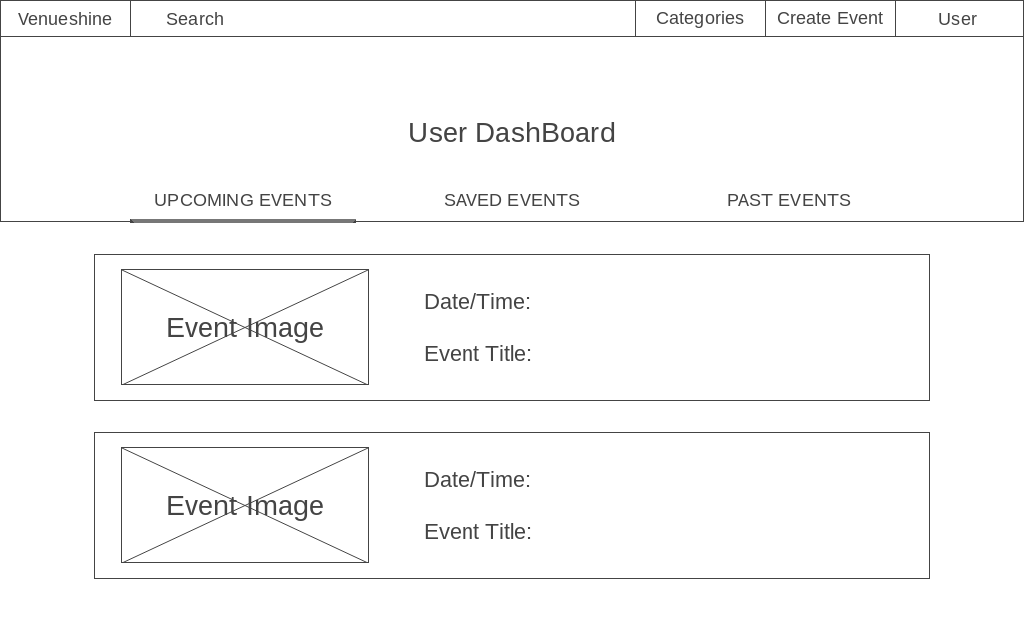 Venueshine
Search
Categories
Create Event
User
User DashBoard
UPCOMING EVENTS
SAVED EVENTS
PAST EVENTS
Event Image
Date/Time:
Event Title:
Event Image
Date/Time:
Event Title: